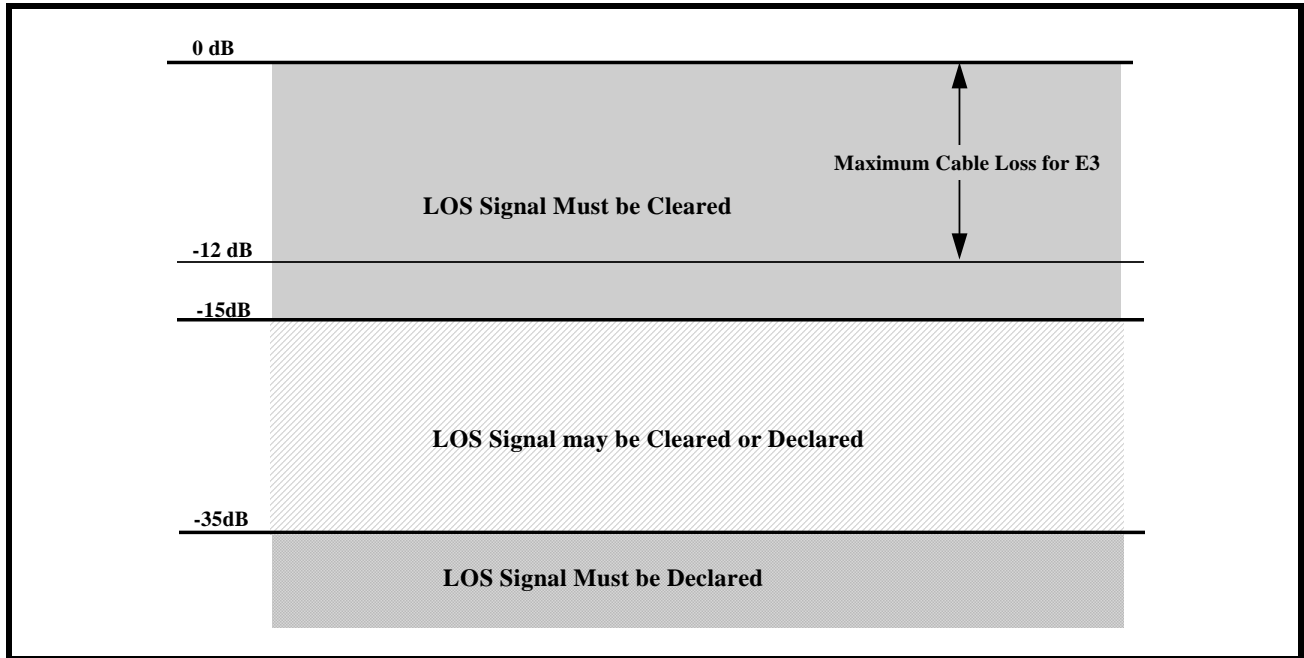 0 dB
Maximum Cable Loss for E3
LOS Signal Must be Cleared
-12 dB
-15dB
LOS Signal may be Cleared or Declared
-35dB
LOS Signal Must be Declared